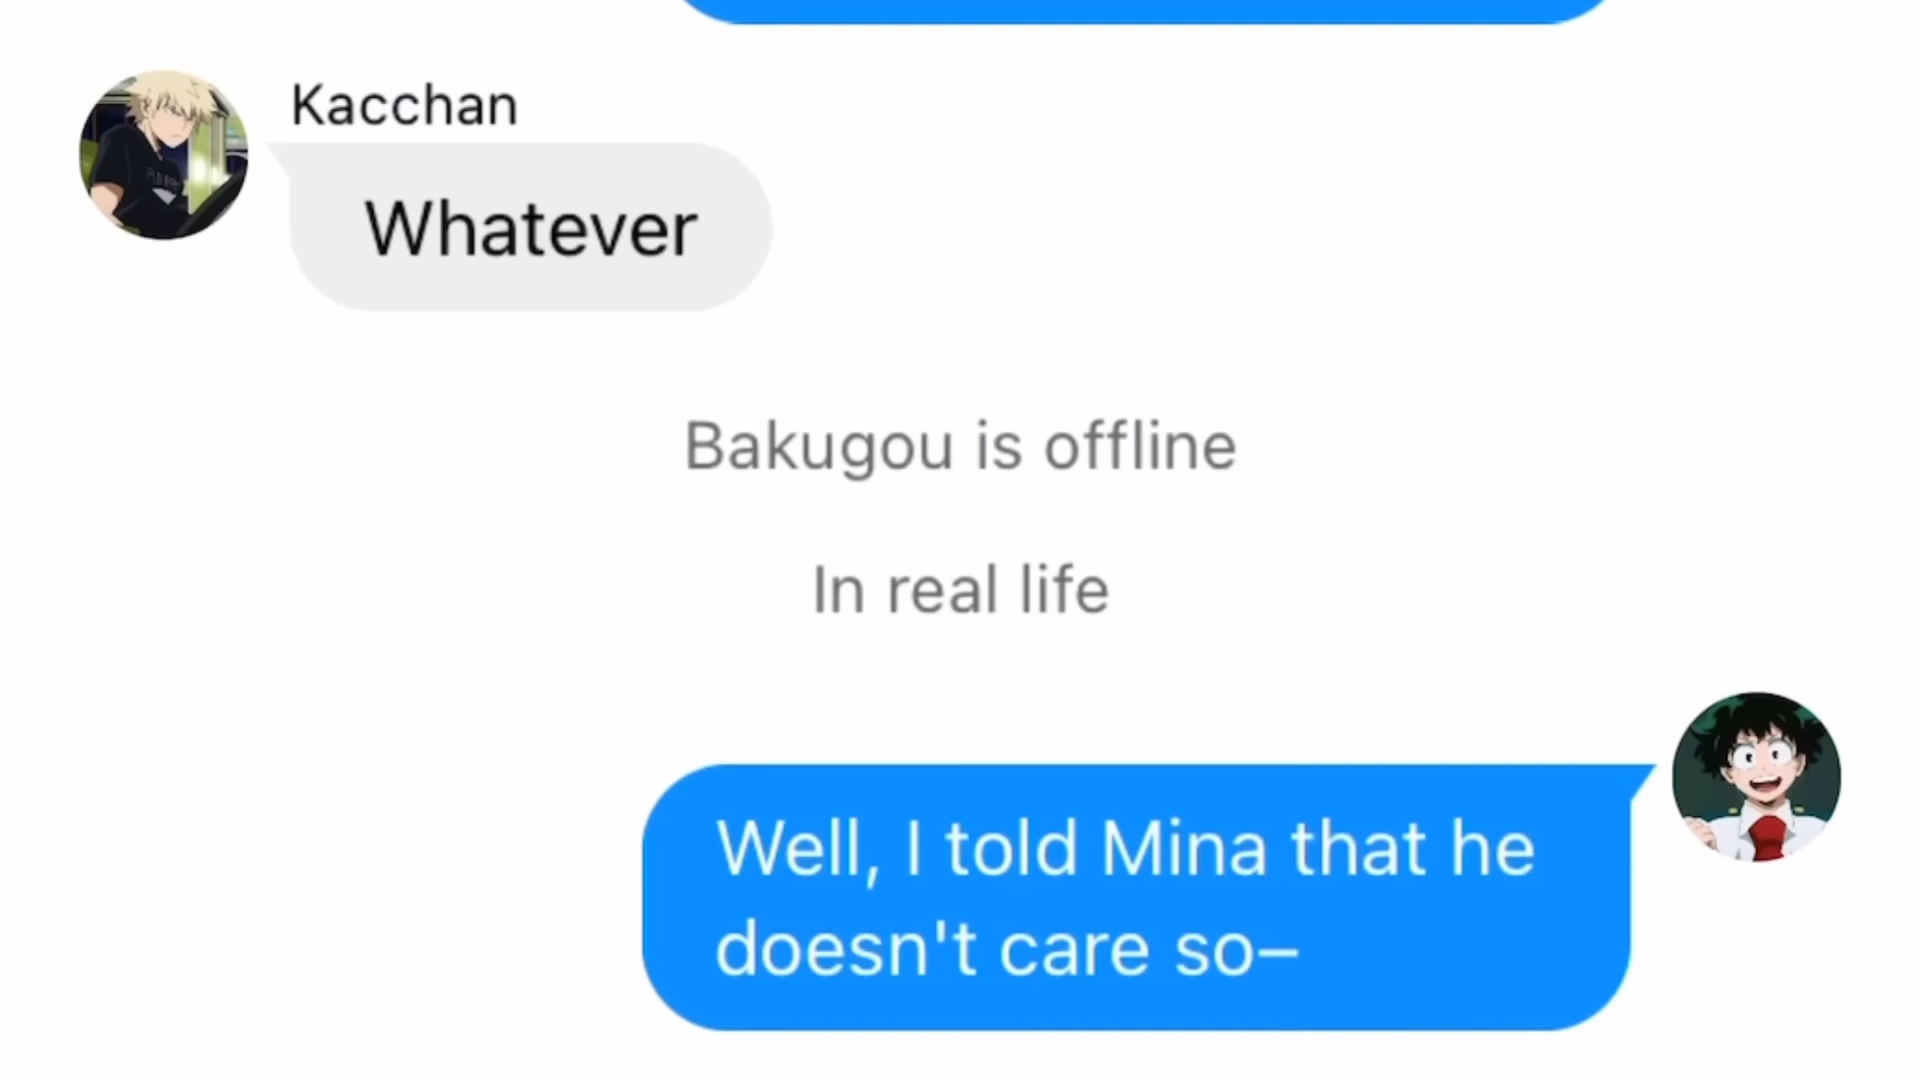 Kacchan
Whatever
Bakugou is offline
In real life
Well, I told Mina that he
doesn't care so–